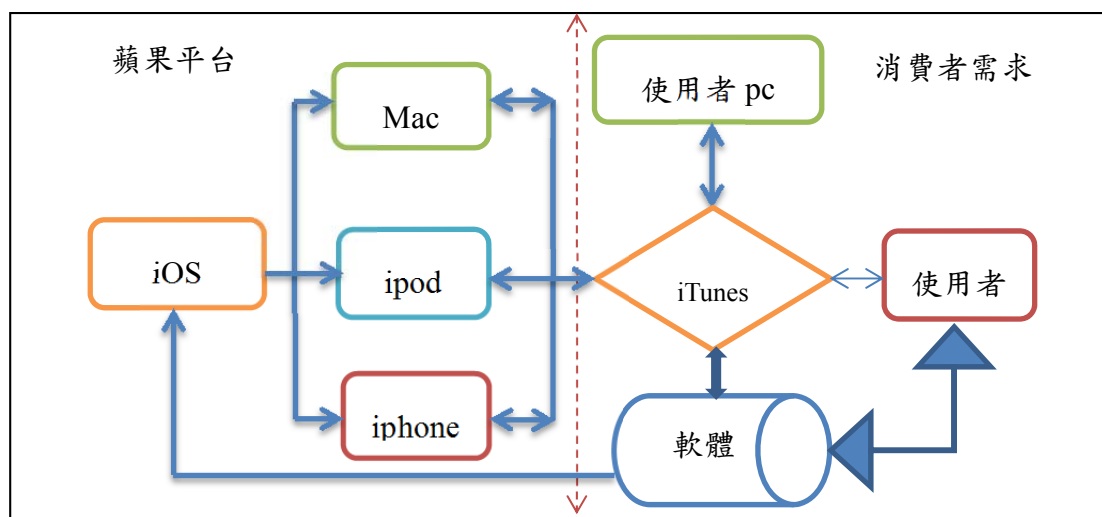 蘋果平台
消費者需求
Mac
使用者 pc
iOS
ipod
iTunes
使用者
iphone
軟體